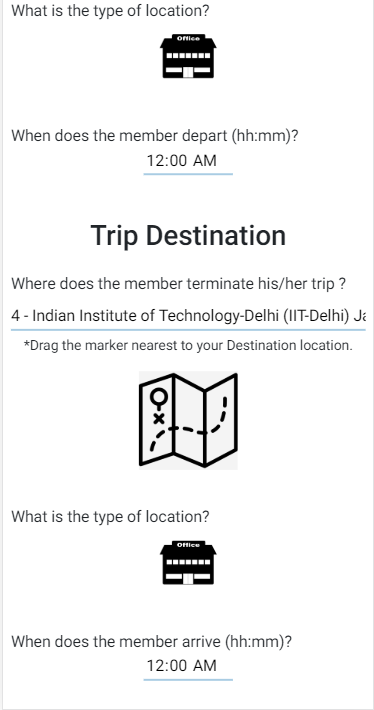 What is the type of location?
Office
When does the member depart (hh:mm)?
12:00 AM
Trip Destination
Where does the member terminate his/her trip ?
4 - Indian Institute of Technology-Delhi (IIT-Delhi)
*Drag the marker nearest to your Destination location.
What is the type of location?
Office
When does the member arrive (hh:mm)?
12:00 AM